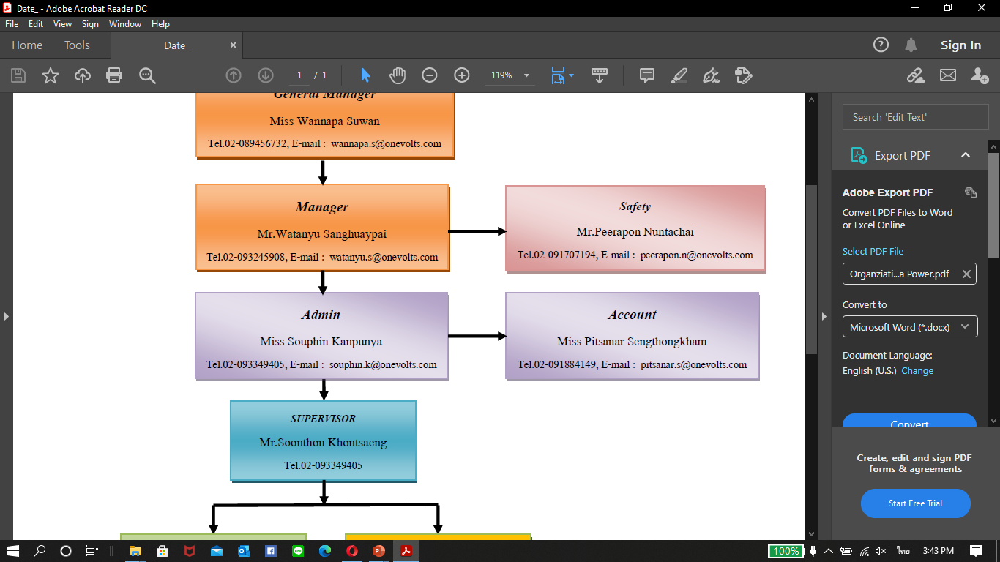 Date_ - Adobe Acrobat Reader DC
File Edit View Sign Window Help
Home Tools Date_ Sign In
1 / 1 119%
General Manager
Miss Wannapa Suwan
Tel.02-089456732, E-mail : wannapa.s@onevolts.com
Manager
Mr.Watanyu Sanghuaypai
Tel.02-093245908, E-mail : watanyu.s@onevolts.com
Safety
Mr.Peerapon Nuntachai
Tel.02-091707194, E-mail : peerapon.n@onevolts.com
Admin
Miss Souphin Kanpunya
Tel.02-093349405, E-mail : souphin.k@onevolts.com
Account
Miss Pitsanar Sengthongkham
Tel.02-091884149, E-mail : pitsanar.s@onevolts.com
SUPERVISOR
Mr.Soonthon Khontsaeng
Tel.02-093349405
Search 'Edit Text'
Export PDF
Adobe Export PDF
Convert PDF Files to Word
or Excel Online
Select PDF File
Organziati...a Power.pdf
Convert to
Microsoft Word (*.docx)
Document Language:
English (U.S.) Change
Convert
Create, edit and sign PDF
forms & agreements
Start Free Trial
100% ไทย 3:43 PM